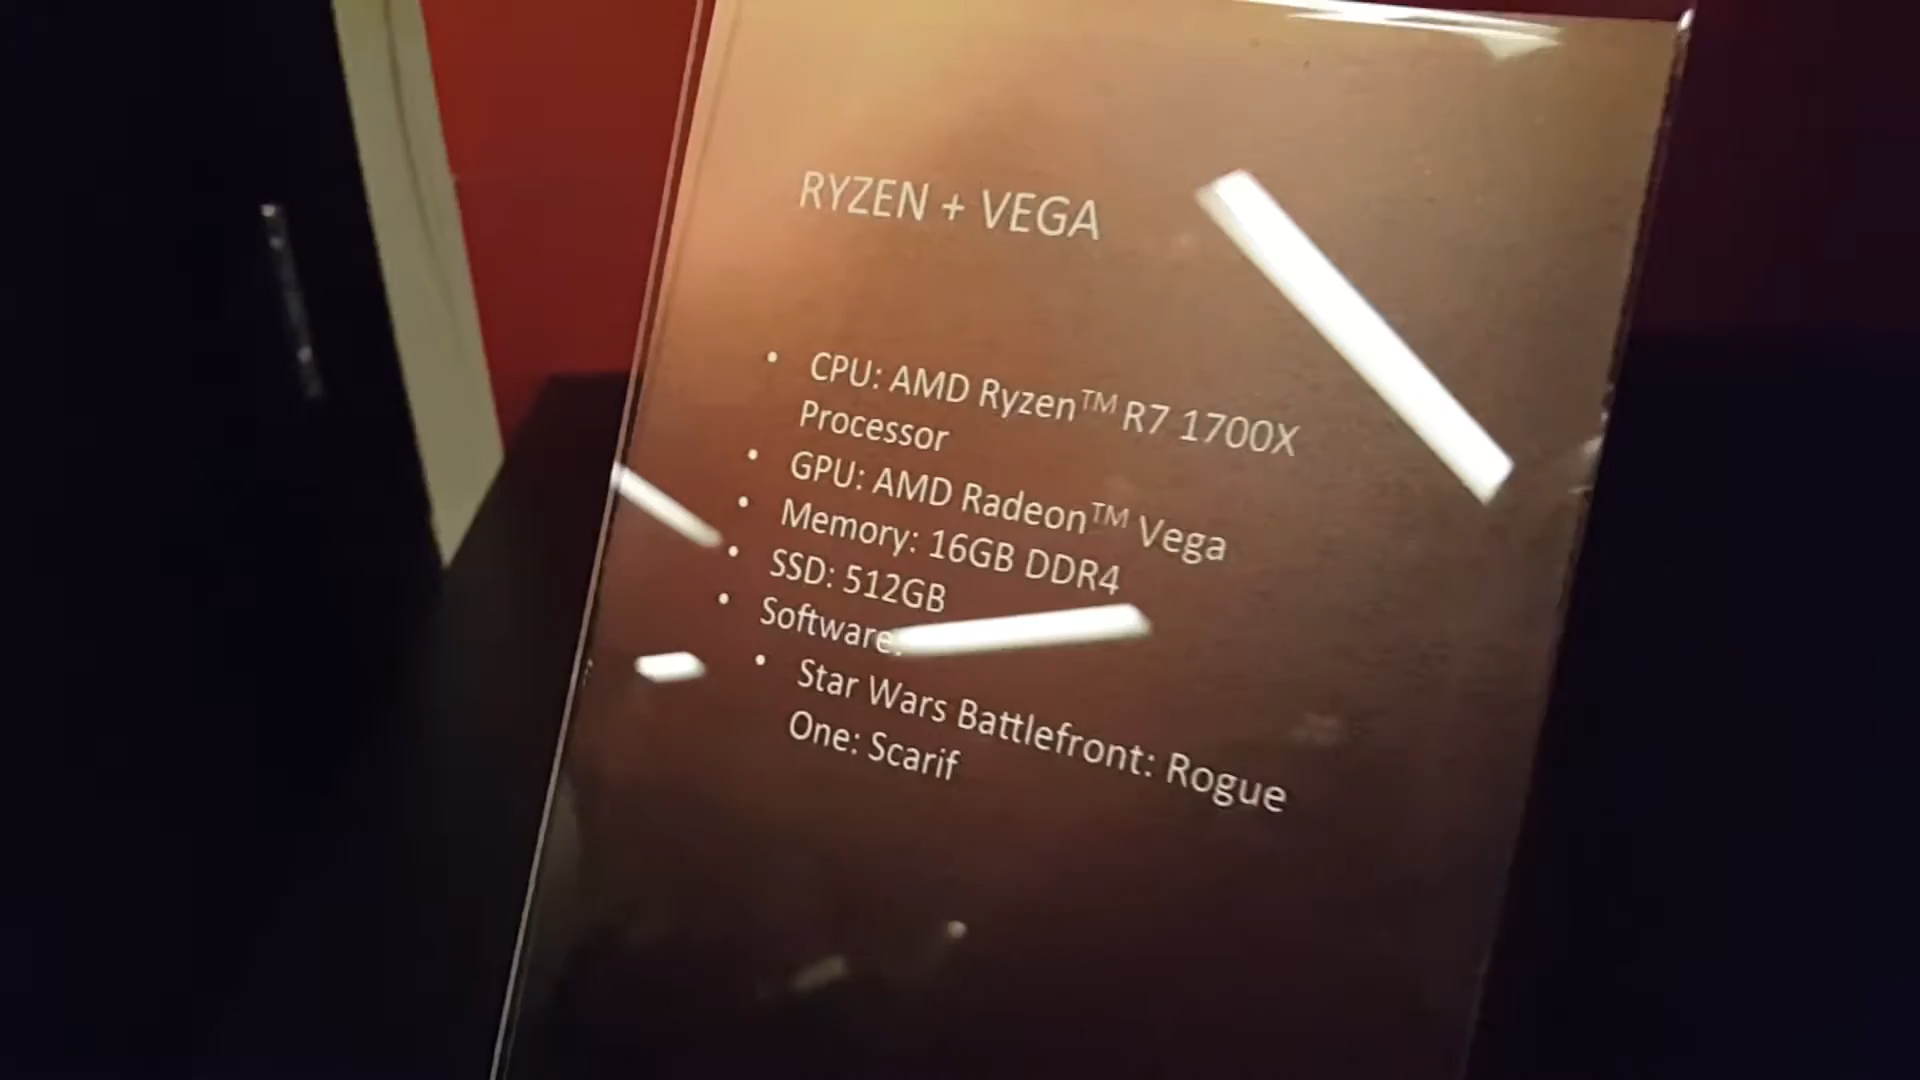 RYZEN + VEGA
• CPU: AMD Ryzen™ R7 1700X
Processor
• GPU: AMD Radeon™ Vega
• Memory: 16GB DDR4
• SSD: 512GB
• Software:
• Star Wars Battlefront: Rogue
One: Scarif